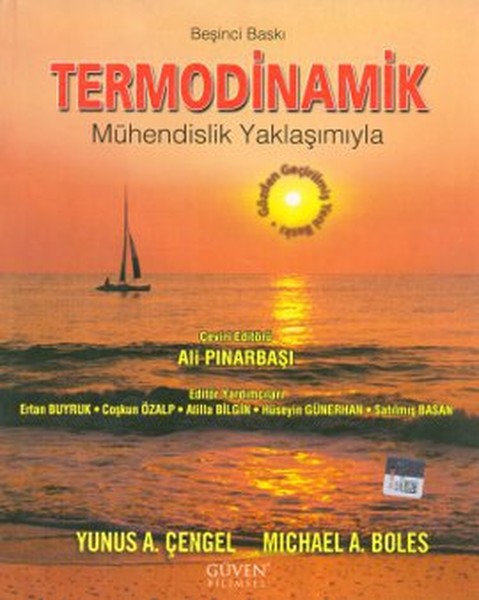 Beşinci Baskı
TERMODİNAMİK
Mühendislik Yaklaşımıyla
Gözden Geçirilmiş Yeni Baskı •
Çeviri Editörü
Ali PINARBAŞI
Editör Yardımcıları
Ertan BUYRUK • Coşkun ÖZALP • Atilla BİLGİN • Hüseyin GÜNERHAN • Satılmış BASAN
YUNUS A. ÇENGEL MICHAEL A. BOLES
GÜVEN
BİLİMSEL